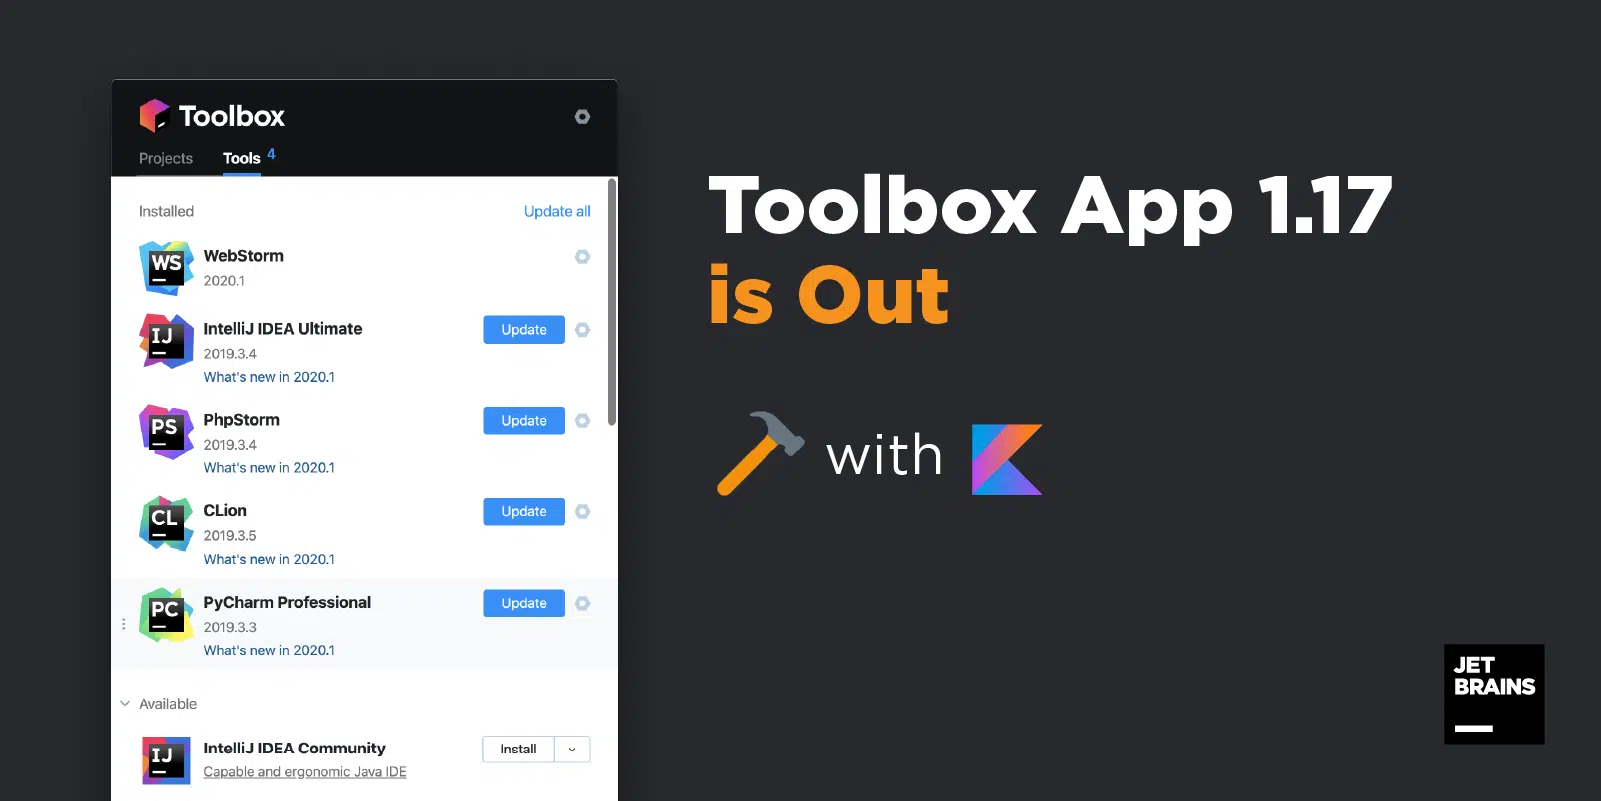 Toolbox
Projects Tools 4
Installed Update all
WS WebStorm
2020.1
IJ IntelliJ IDEA Ultimate Update
2019.3.4
What's new in 2020.1
PS PhpStorm Update
2019.3.4
What's new in 2020.1
CL CLion Update
2019.3.5
What's new in 2020.1
PC PyCharm Professional Update
2019.3.3
What's new in 2020.1
Available
IJ IntelliJ IDEA Community Install
Capable and ergonomic Java IDE
Toolbox App 1.17
is Out
with
JET
BRAINS